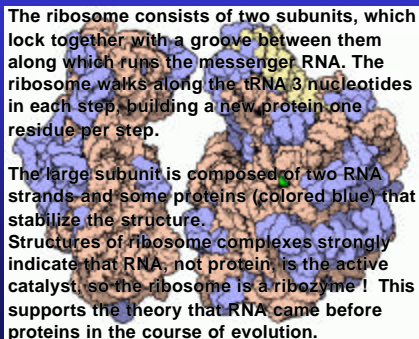 The ribosome consists of two subunits, which
lock together with a groove between them
along which runs the messenger RNA. The
ribosome walks along the tRNA 3 nucleotides
in each step, building a new protein one
residue per step.
The large subunit is composed of two RNA
strands and some proteins (colored blue) that
stabilize the structure.
Structures of ribosome complexes strongly
indicate that RNA, not protein, is the active
catalyst, so the ribosome is a ribozyme ! This
supports the theory that RNA came before
proteins in the course of evolution.